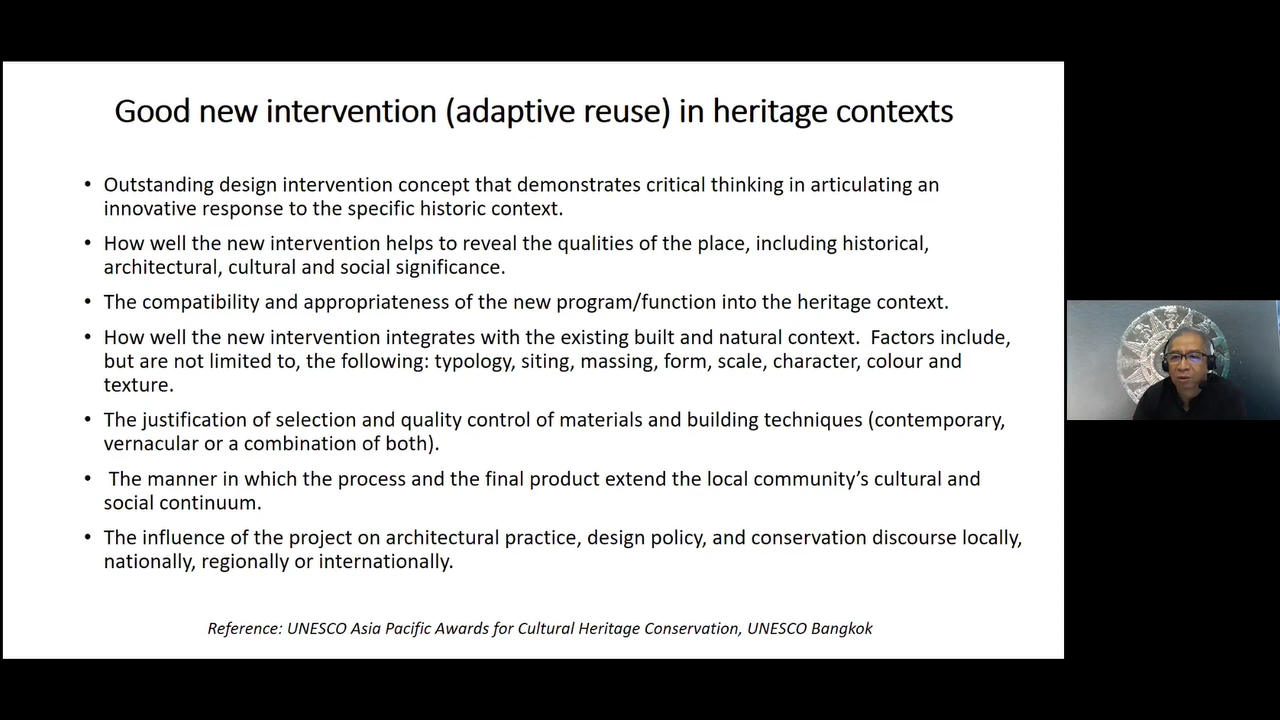 Good new intervention (adaptive reuse) in heritage contexts
• Outstanding design intervention concept that demonstrates critical thinking in articulating an
innovative response to the specific historic context.
• How well the new intervention helps to reveal the qualities of the place, including historical,
architectural, cultural and social significance.
• The compatibility and appropriateness of the new program/function into the heritage context.
• How well the new intervention integrates with the existing built and natural context.  Factors include,
but are not limited to, the following: typology, siting, massing, form, scale, character, colour and
texture.
• The justification of selection and quality control of materials and building techniques (contemporary,
vernacular or a combination of both).
• The manner in which the process and the final product extend the local community’s cultural and
social continuum.
• The influence of the project on architectural practice, design policy, and conservation discourse locally,
nationally, regionally or internationally.
Reference: UNESCO Asia Pacific Awards for Cultural Heritage Conservation, UNESCO Bangkok